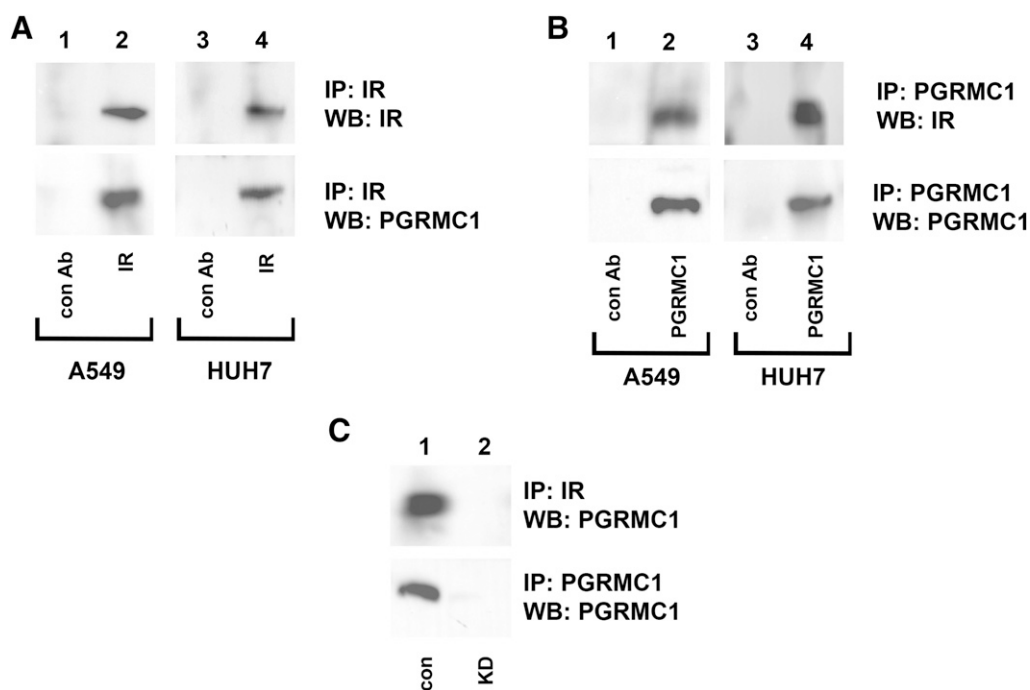 A
1 2 3 4
IP: IR
WB: IR
IP: IR
WB: PGRMC1
con Ab
IR
con Ab
IR
A549
HUH7
B
1 2 3 4
IP: PGRMC1
WB: IR
IP: PGRMC1
WB: PGRMC1
con Ab
PGRMC1
con Ab
PGRMC1
A549
HUH7
C
1 2
IP: IR
WB: PGRMC1
IP: PGRMC1
WB: PGRMC1
con
KD